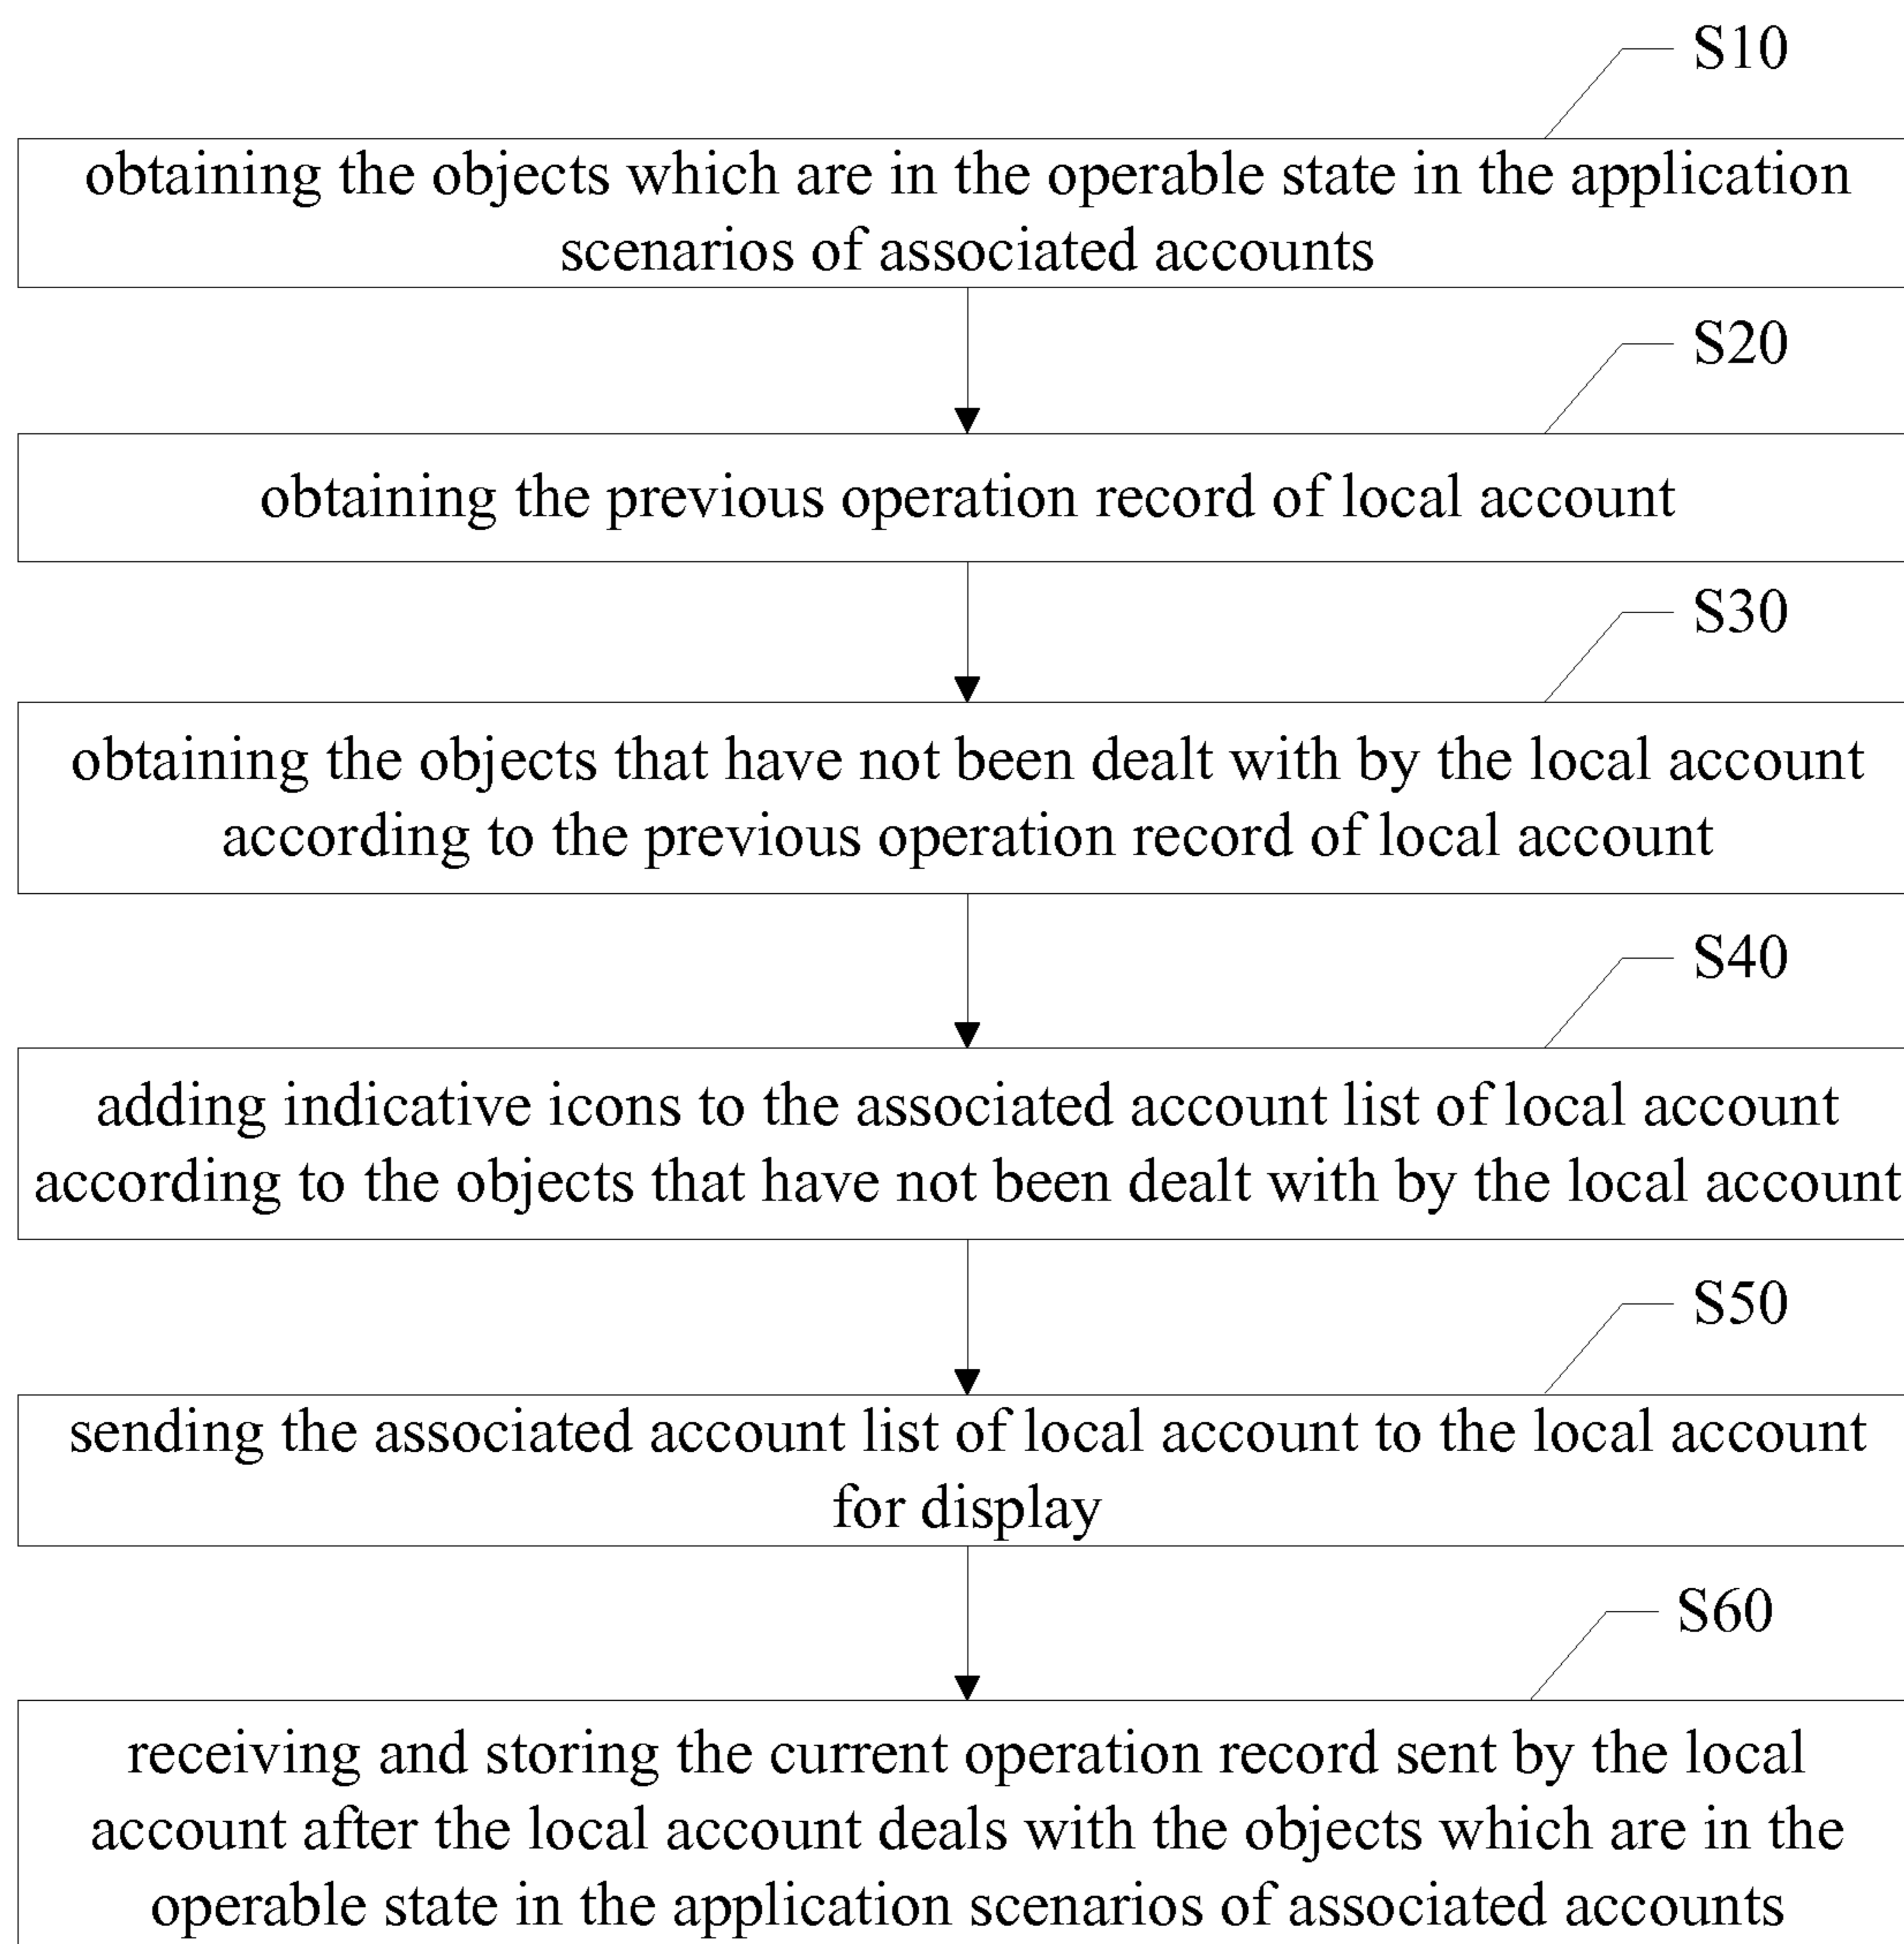 S10
obtaining the objects which are in the operable state in the application
scenarios of associated accounts
S20
obtaining the previous operation record of local account
S30
obtaining the objects that have not been dealt with by the local account
according to the previous operation record of local account
S40
adding indicative icons to the associated account list of local account
according to the objects that have not been dealt with by the local account
S50
sending the associated account list of local account to the local account
for display
S60
receiving and storing the current operation record sent by the local
account after the local account deals with the objects which are in the
operable state in the application scenarios of associated accounts